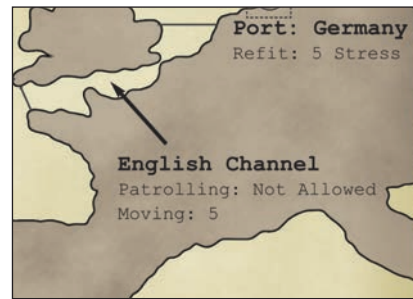 Port: Germany
Refit: 5 Stress
English Channel
Patrolling: Not Allowed
Moving: 5